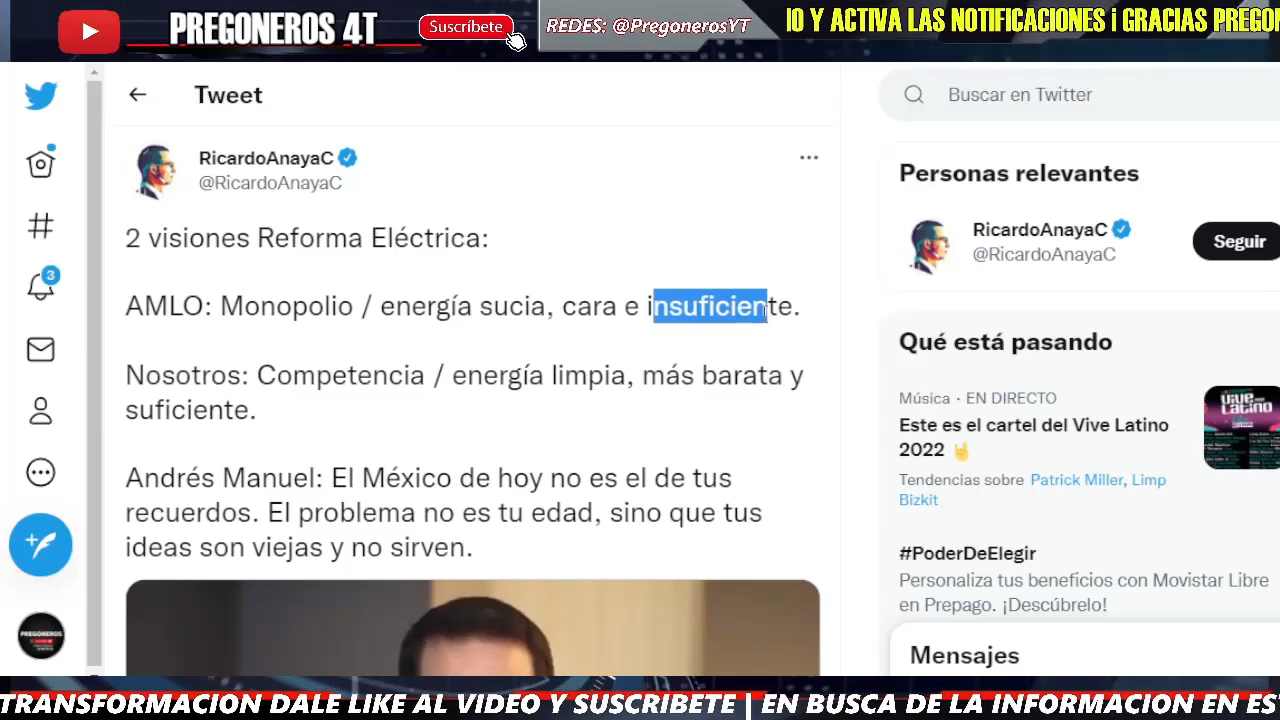 PREGONEROS 4T
Suscríbete
REDES: @PregonerosYT
IO Y ACTIVA LAS NOTIFICACIONES ¡ GRACIAS PREGO
Tweet
Buscar en Twitter
RicardoAnayaC
@RicardoAnayaC
2 visiones Reforma Eléctrica:
AMLO: Monopolio / energía sucia, cara e insuficiente.
Nosotros: Competencia / energía limpia, más barata y
suficiente.
Andrés Manuel: El México de hoy no es el de tus
recuerdos. El problema no es tu edad, sino que tus
ideas son viejas y no sirven.
3
PREGONEROS
Personas relevantes
RicardoAnayaC
@RicardoAnayaC
Seguir
Qué está pasando
Música · EN DIRECTO
Este es el cartel del Vive Latino
2022 🤘
Tendencias sobre Patrick Miller, Limp
Bizkit
ViVe
LaTiNo
2022
#PoderDeElegir
Personaliza tus beneficios con Movistar Libre
en Prepago. ¡Descúbrelo!
Mensajes
TRANSFORMACION DALE LIKE AL VIDEO Y SUSCRIBETE | EN BUSCA DE LA INFORMACION EN ES